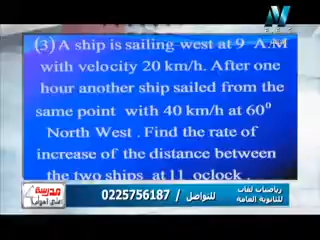 (3) A ship is sailing west at 9 A.M
with velocity 20 km/h. After one
hour another ship sailed from the
same point with 40 km/h at 60°
North West . Find the rate of
increase of the distance between
the two ships at 11 oclock .
رياضيات لغات
للثانوية العامة
للتواصل / 0225756187
مدرسة
على الهواء